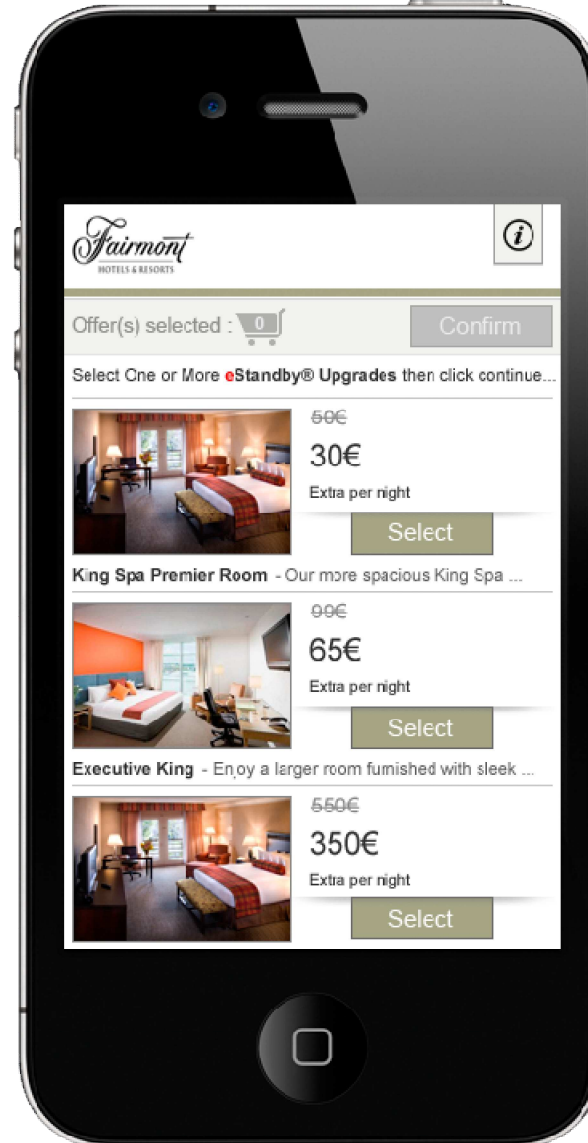 Fairmont
HOTELS & RESORTS
i
Offer(s) selected : 0
Confirm
Select One or More eStandby® Upgrades then click continue...
50€
30€
Extra per night
Select
King Spa Premier Room - Our more spacious King Spa ...
90€
65€
Extra per night
Select
Executive King - Enjoy a larger room furnished with sleek ...
550€
350€
Extra per night
Select